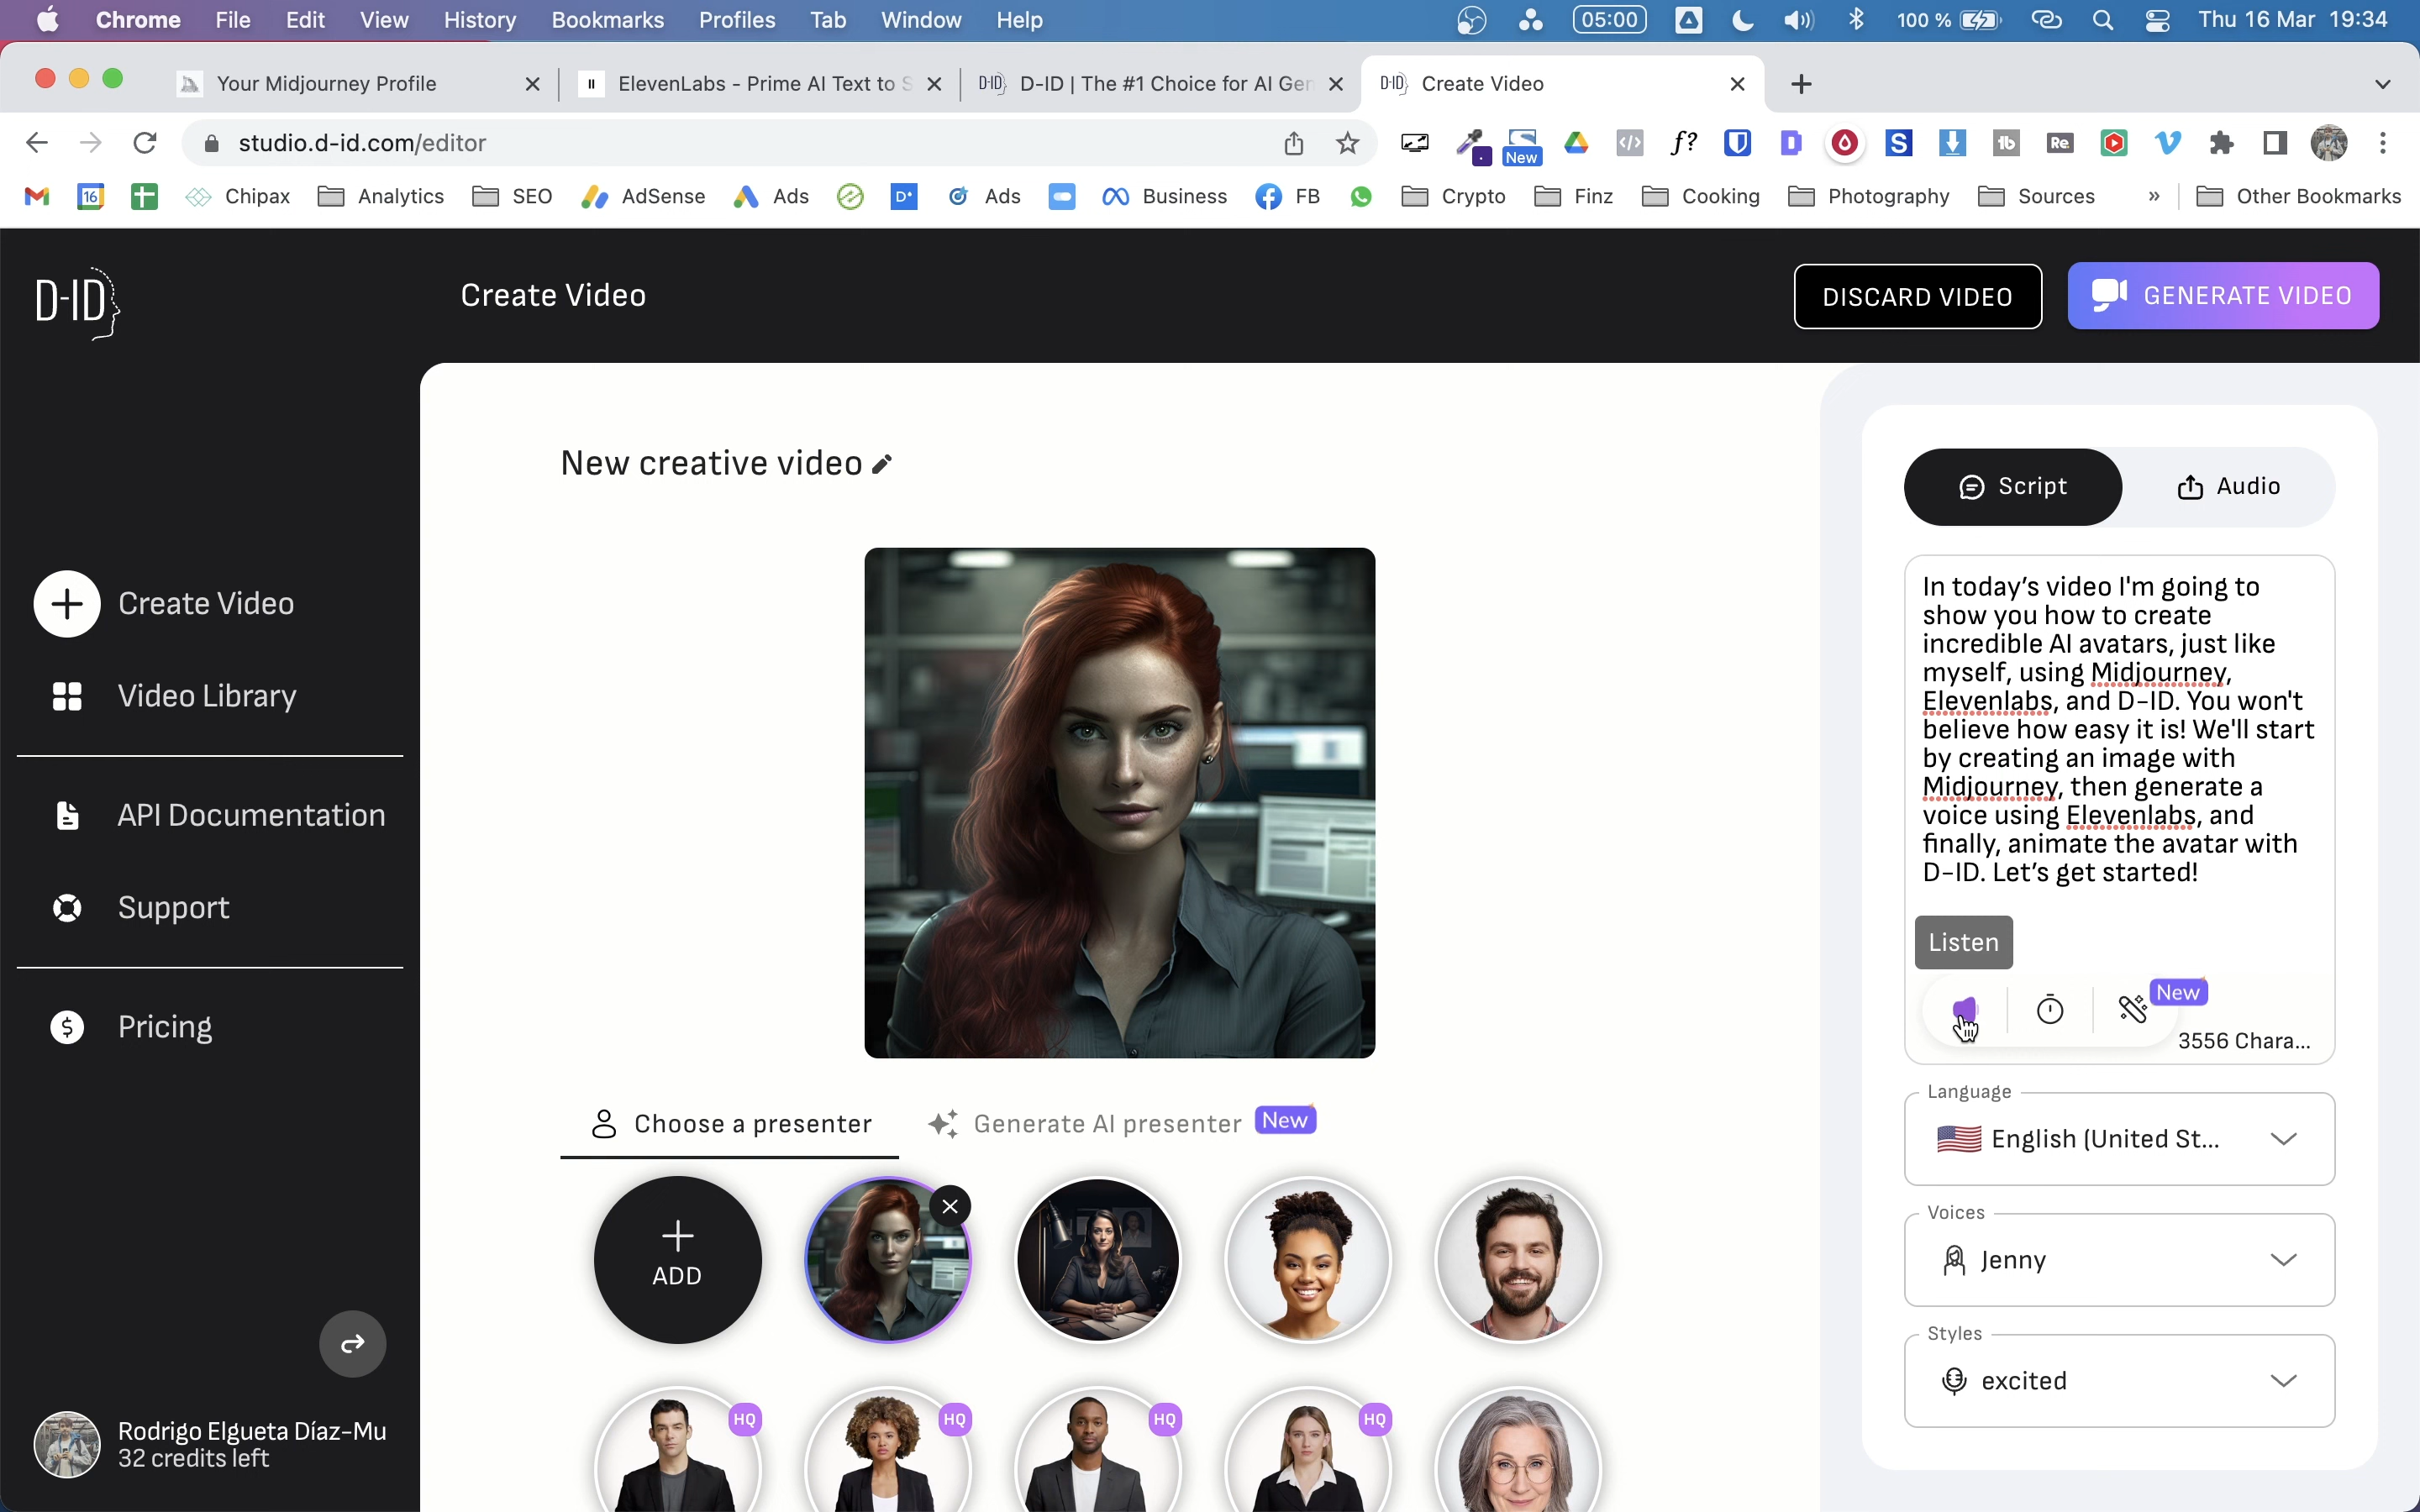 Chrome File Edit View History Bookmarks Profiles Tab Window Help 05:00 100 % Thu 16 Mar 19:34
Your Midjourney Profile
ElevenLabs - Prime AI Text to S
D-ID D-ID | The #1 Choice for AI Gen
D-ID Create Video
studio.d-id.com/editor
New
16 Chipax Analytics SEO AdSense Ads Ads Business FB Crypto Finz Cooking Photography Sources » Other Bookmarks
D-ID
Create Video
DISCARD VIDEO
GENERATE VIDEO
Create Video
Video Library
API Documentation
Support
Pricing
Rodrigo Elgueta Díaz-Mu
32 credits left
New creative video
Choose a presenter
Generate AI presenter New
ADD
HQ HQ HQ HQ
Script
Audio
In today’s video I'm going to
show you how to create
incredible AI avatars, just like
myself, using Midjourney,
Elevenlabs, and D-ID. You won't
believe how easy it is! We'll start
by creating an image with
Midjourney, then generate a
voice using Elevenlabs, and
finally, animate the avatar with
D-ID. Let’s get started!
Listen
New
3556 Chara...
Language
English (United St...
Voices
Jenny
Styles
excited